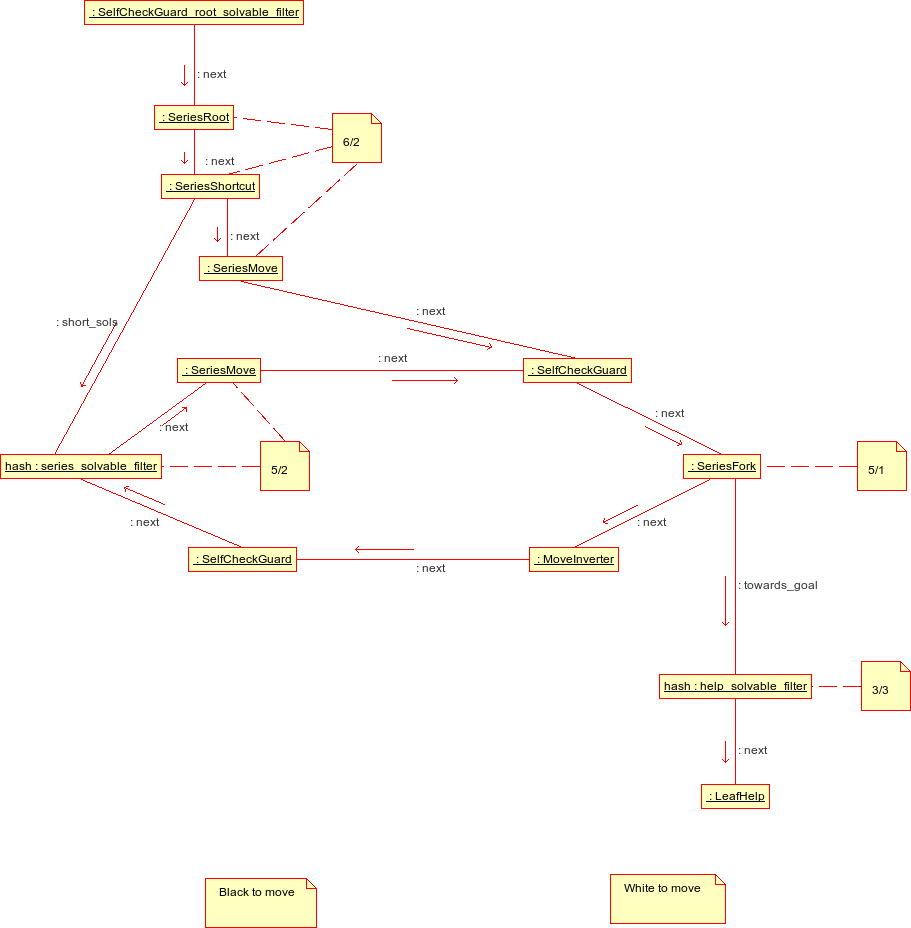 : SelfCheckGuard_root_solvable_filter
: next
: SeriesRoot
6/2
: next
: SeriesShortcut
: next
: SeriesMove
: next
: short_sols
: next
: SeriesMove
: SelfCheckGuard
: next
: next
hash : series_solvable_filter
5/2
: SeriesFork
5/1
: next
: next
: SelfCheckGuard
: MoveInverter
: next
: towards_goal
hash : help_solvable_filter
3/3
: next
: LeafHelp
Black to move
White to move